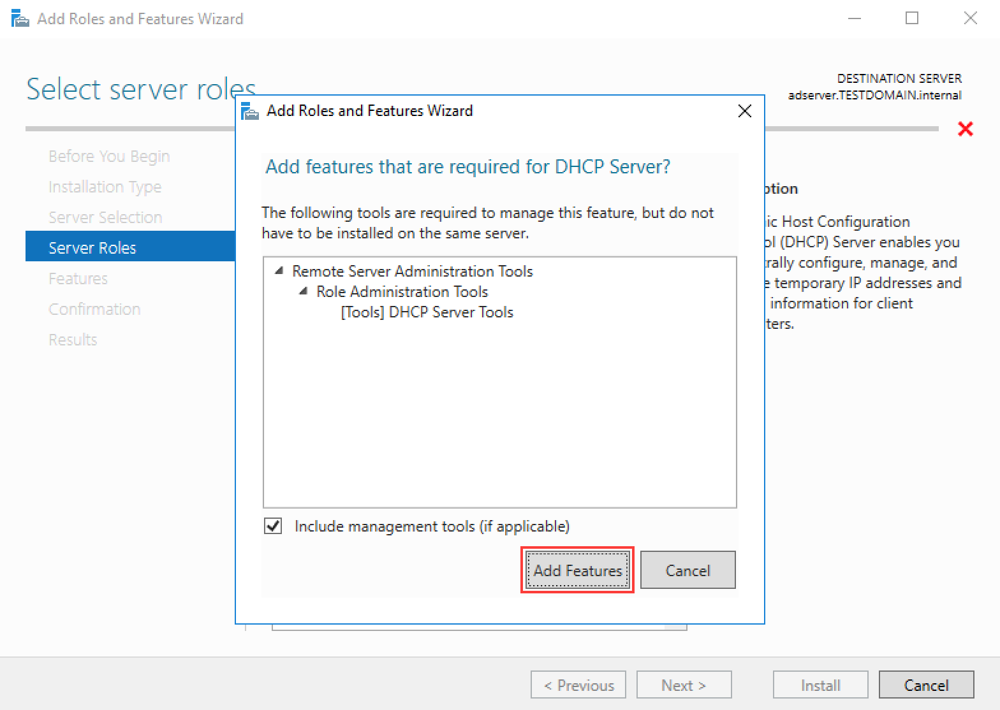 Add Roles and Features Wizard
Select server roles
DESTINATION SERVER
adserver.TESTDOMAIN.internal
Before You Begin
Installation Type
Server Selection
Server Roles
Features
Confirmation
Results
Add Roles and Features Wizard
Add features that are required for DHCP Server?
The following tools are required to manage this feature, but do not
have to be installed on the same server.
Remote Server Administration Tools
Role Administration Tools
[Tools] DHCP Server Tools
Include management tools (if applicable)
Add Features
Cancel
Host Configuration
(DHCP) Server enables you
configure, manage, and
temporary IP addresses and
information for client
< Previous
Next >
Install
Cancel